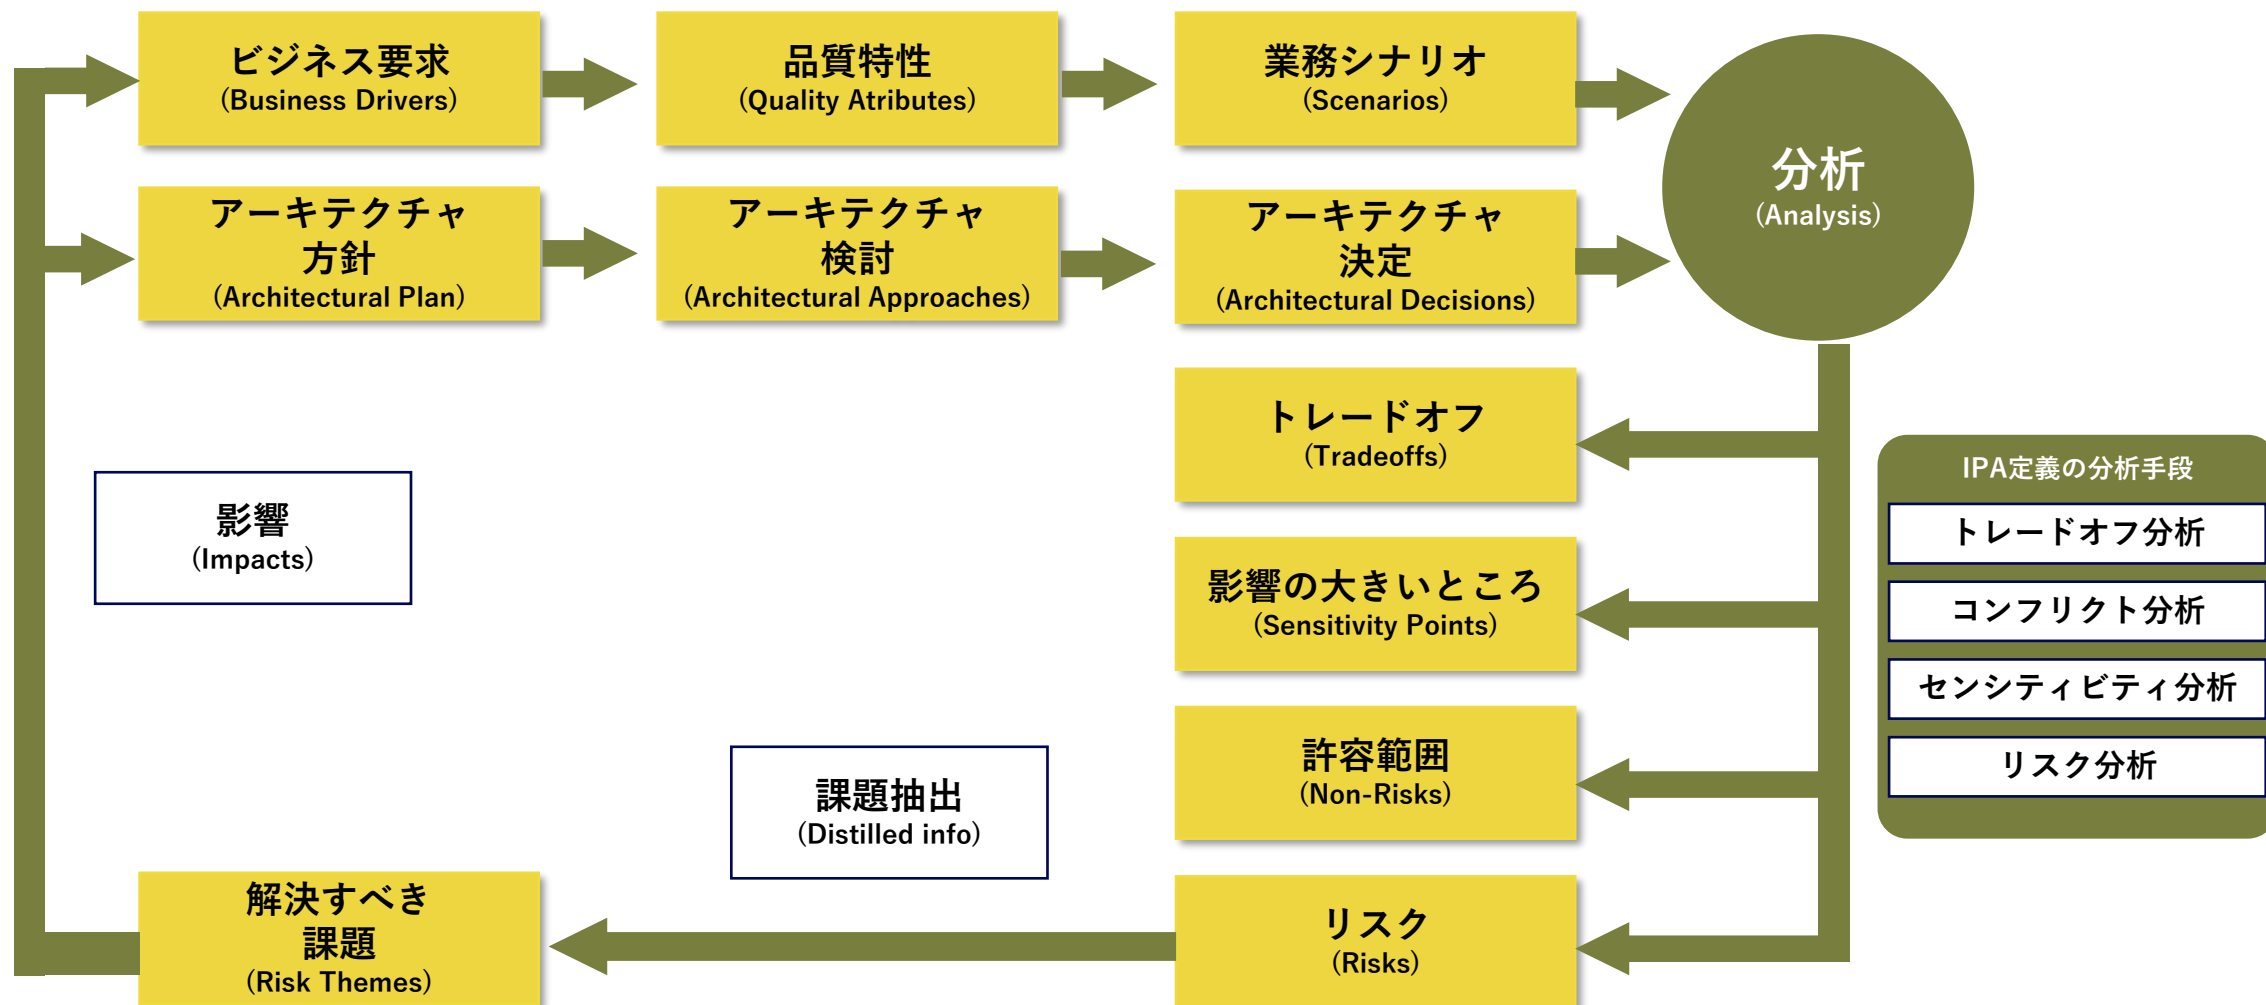 ビジネス要求
(Business Drivers)
品質特性
(Quality Atributes)
業務シナリオ
(Scenarios)
分析
(Analysis)
アーキテクチャ
方針
(Architectural Plan)
アーキテクチャ
検討
(Architectural Approaches)
アーキテクチャ
決定
(Architectural Decisions)
トレードオフ
(Tradeoffs)
影響の大きいところ
(Sensitivity Points)
許容範囲
(Non-Risks)
リスク
(Risks)
IPA定義の分析手段
トレードオフ分析
コンフリクト分析
センシティビティ分析
リスク分析
影響
(Impacts)
課題抽出
(Distilled info)
解決すべき
課題
(Risk Themes)